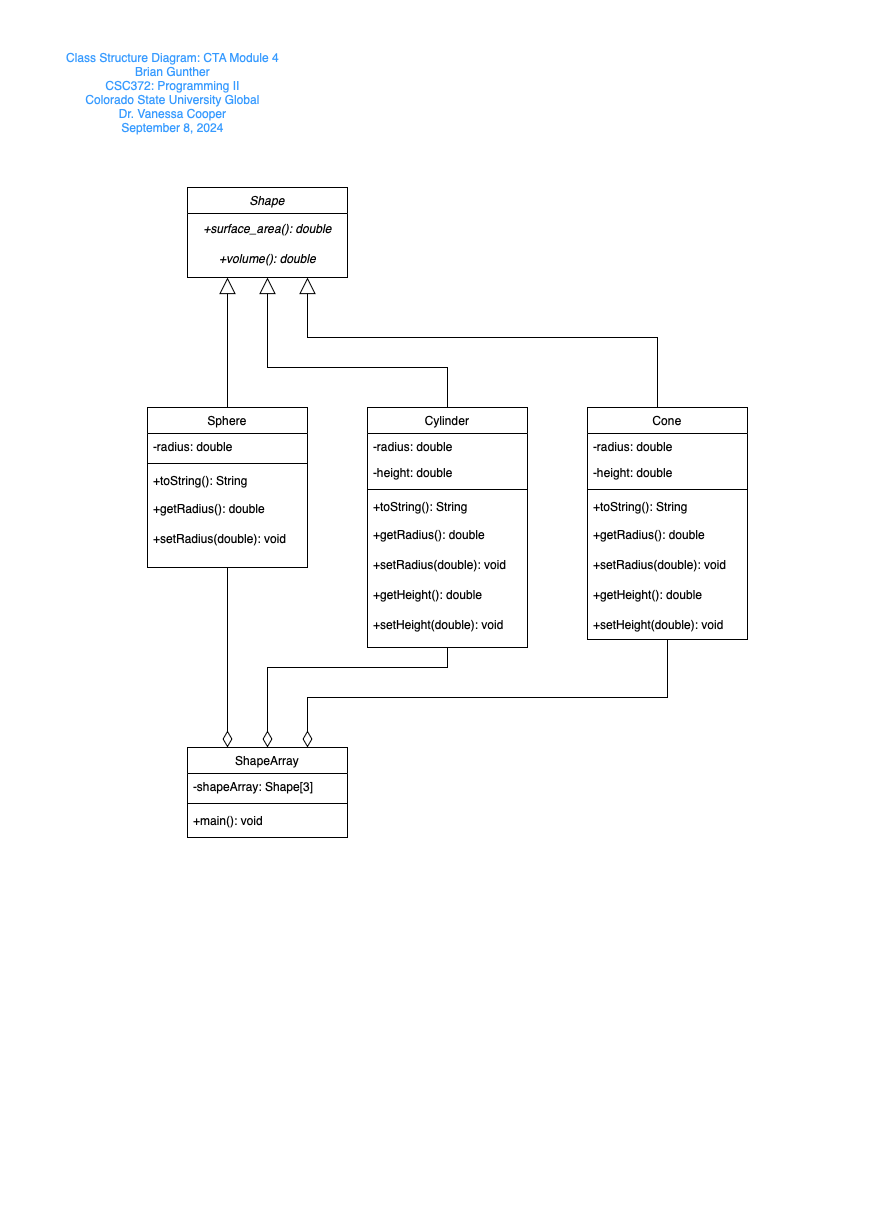 Class Structure Diagram: CTA Module 4
Brian Gunther
CSC372: Programming II
Colorado State University Global
Dr. Vanessa Cooper
September 8, 2024
Shape
+surface_area(): double
+volume(): double
Sphere
-radius: double
+toString(): String
+getRadius(): double
+setRadius(double): void
Cylinder
-radius: double
-height: double
+toString(): String
+getRadius(): double
+setRadius(double): void
+getHeight(): double
+setHeight(double): void
Cone
-radius: double
-height: double
+toString(): String
+getRadius(): double
+setRadius(double): void
+getHeight(): double
+setHeight(double): void
ShapeArray
-shapeArray: Shape[3]
+main(): void